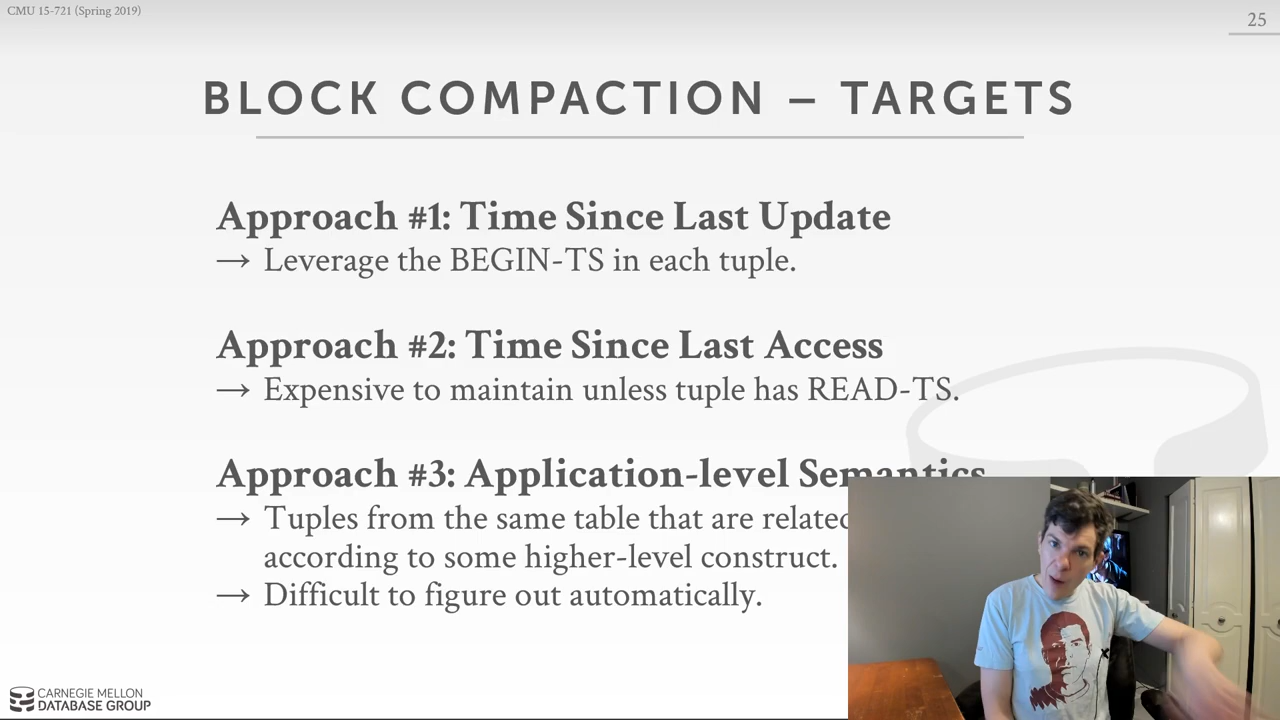 CMU 15-721 (Spring 2019)
25
BLOCK COMPACTION – TARGETS
Approach #1: Time Since Last Update
→ Leverage the BEGIN-TS in each tuple.
Approach #2: Time Since Last Access
→ Expensive to maintain unless tuple has READ-TS.
Approach #3: Application-level Semantics
→ Tuples from the same table that are related
according to some higher-level construct.
→ Difficult to figure out automatically.
CARNEGIE MELLON
DATABASE GROUP